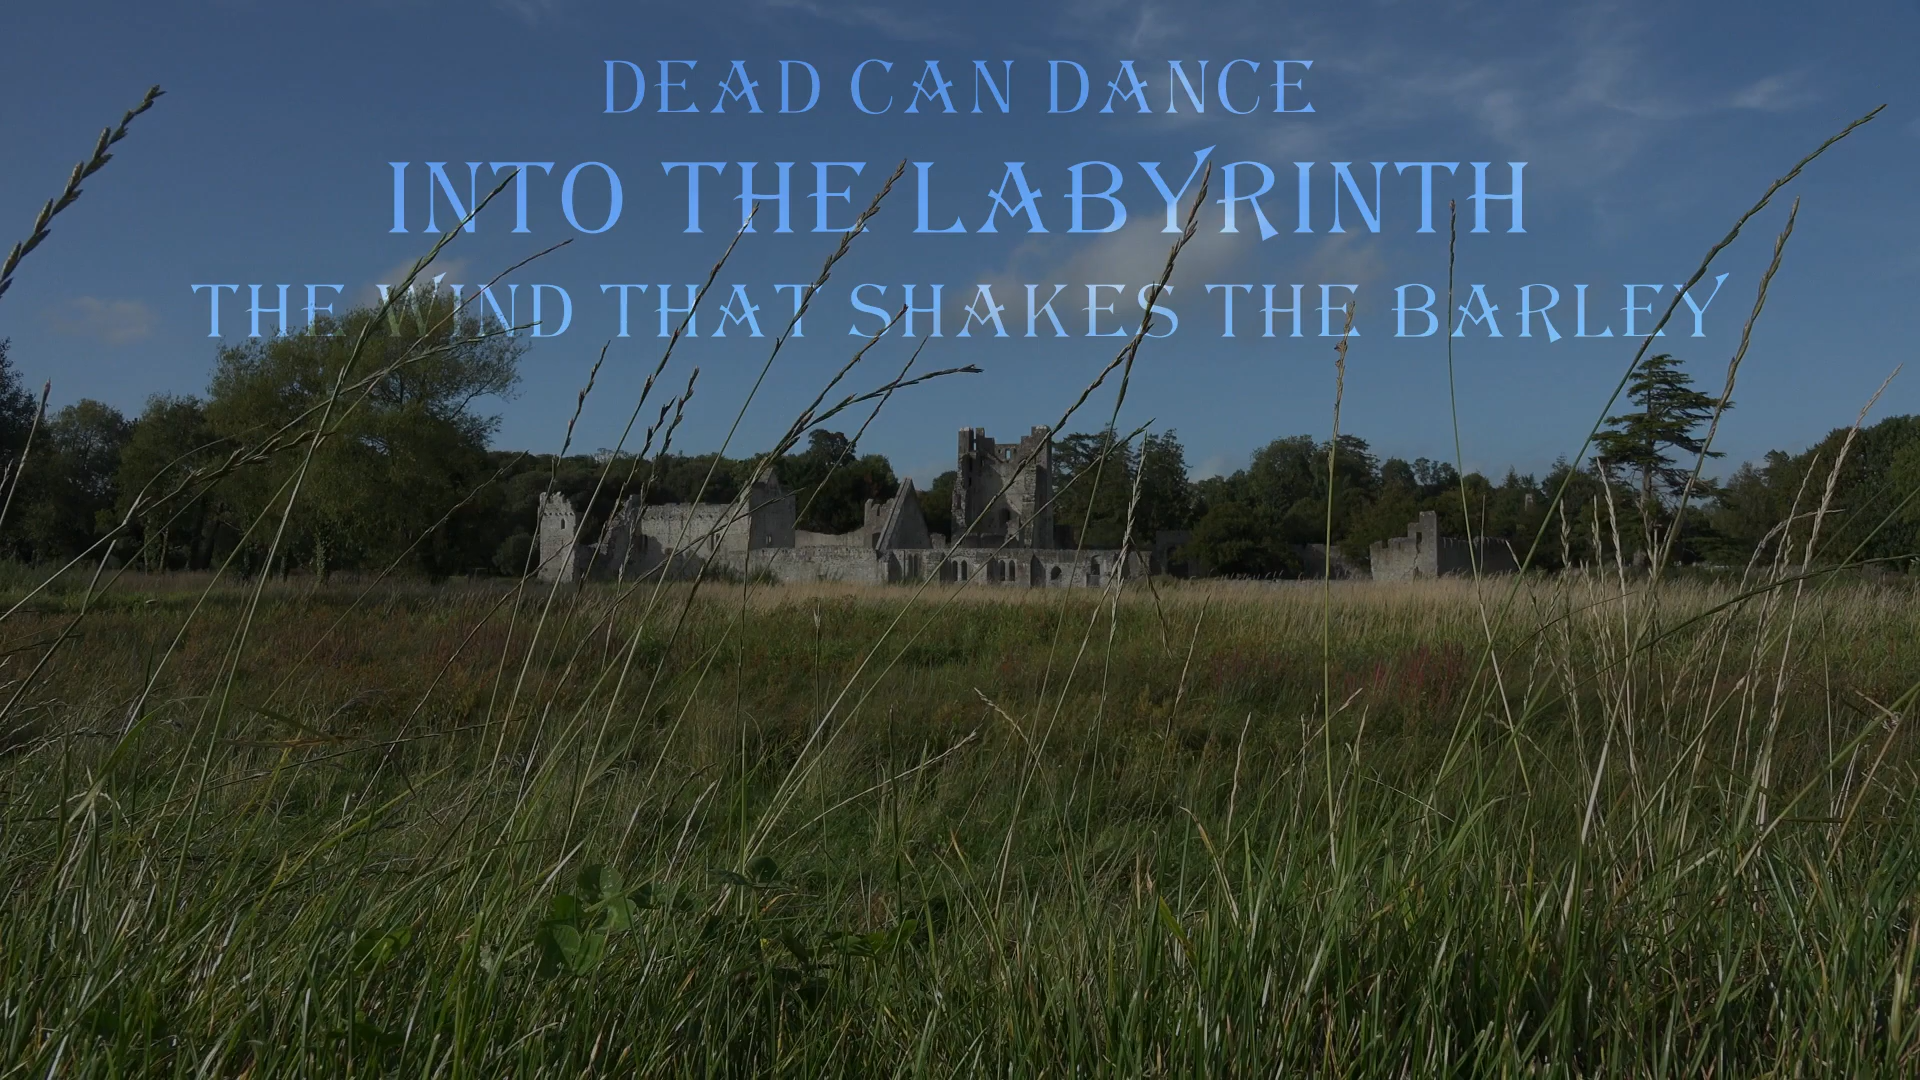 DEAD CAN DANCE
INTO THE LABYRINTH
THE WIND THAT SHAKES THE BARLEY